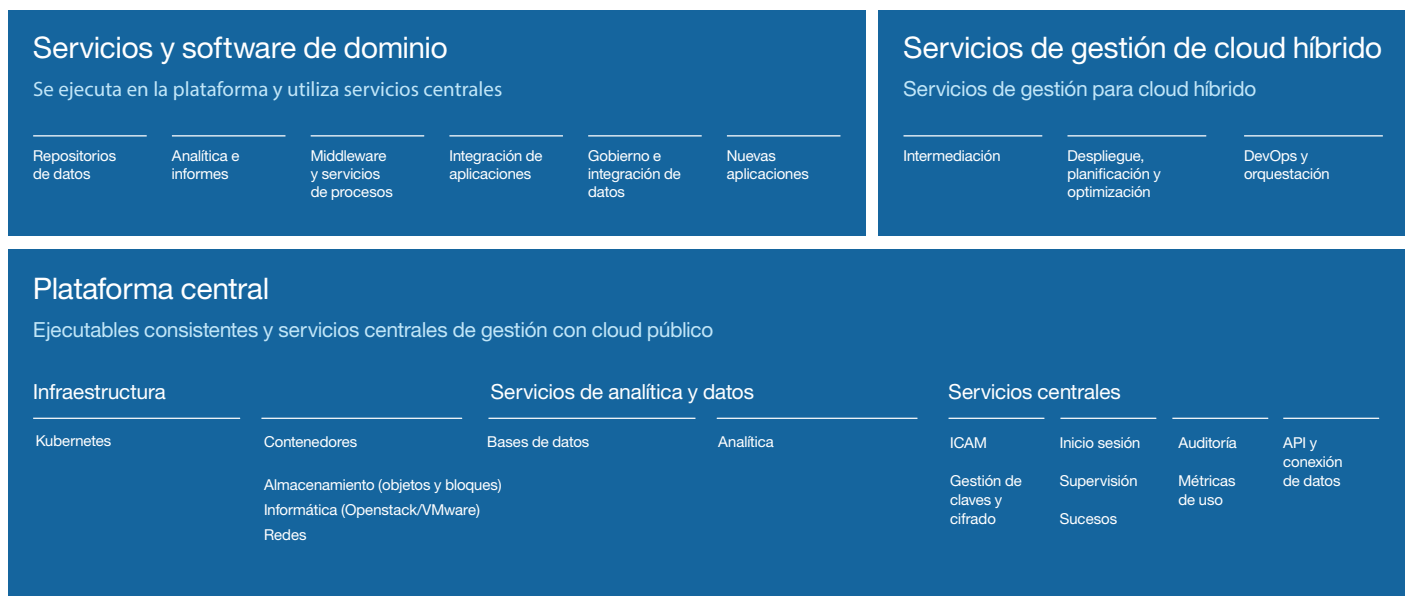 Servicios y software de dominio
Se ejecuta en la plataforma y utiliza servicios centrales
Repositorios
de datos
Analítica e
informes
Middleware
y servicios
de procesos
Integración de
aplicaciones
Gobierno e
integración de
datos
Nuevas
aplicaciones
Servicios de gestión de cloud híbrido
Servicios de gestión para cloud híbrido
Intermediación
Despliegue,
planificación y
optimización
DevOps y
orquestación
Plataforma central
Ejecutables consistentes y servicios centrales de gestión con cloud público
Infraestructura
Kubernetes
Contenedores
Almacenamiento (objetos y bloques)
Informática (Openstack/VMware)
Redes
Servicios de analítica y datos
Bases de datos
Analítica
Servicios centrales
ICAM
Gestión de
claves y
cifrado
Inicio sesión
Supervisión
Sucesos
Auditoría
Métricas
de uso
API y
conexión
de datos